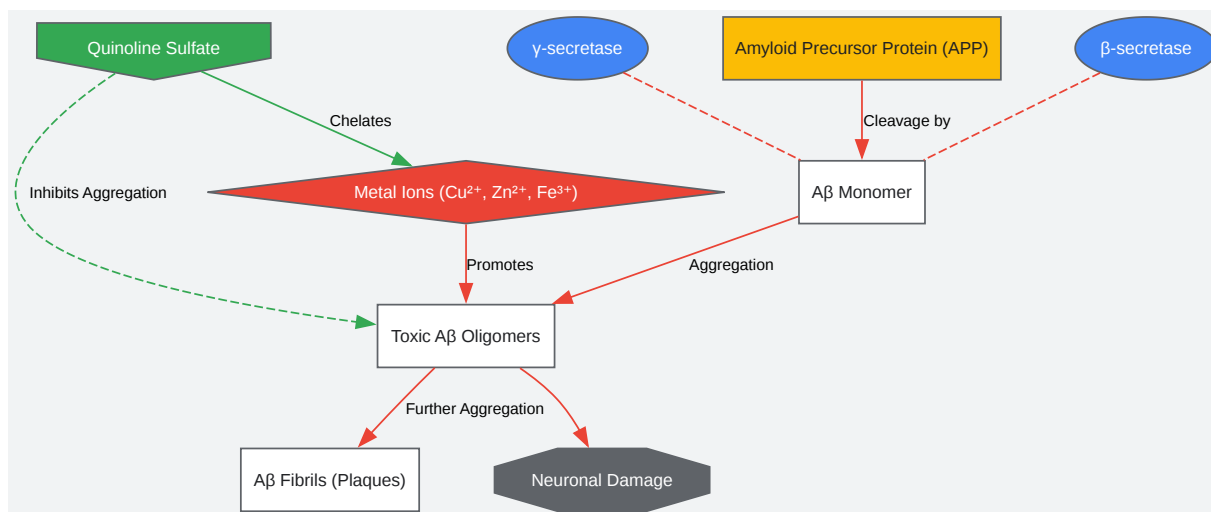 Quinoline Sulfate
γ-secretase
Amyloid Precursor Protein (APP)
β-secretase
Chelates
Cleavage by
Inhibits Aggregation
Metal Ions (Cu²⁺, Zn²⁺, Fe³⁺)
Aβ Monomer
Promotes
Aggregation
Toxic Aβ Oligomers
Further Aggregation
Aβ Fibrils (Plaques)
Neuronal Damage